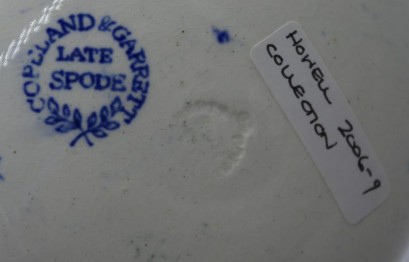 COPELAND & GARRETT
LATE
SPODE
HOWELL 2006-9
COLLECTION